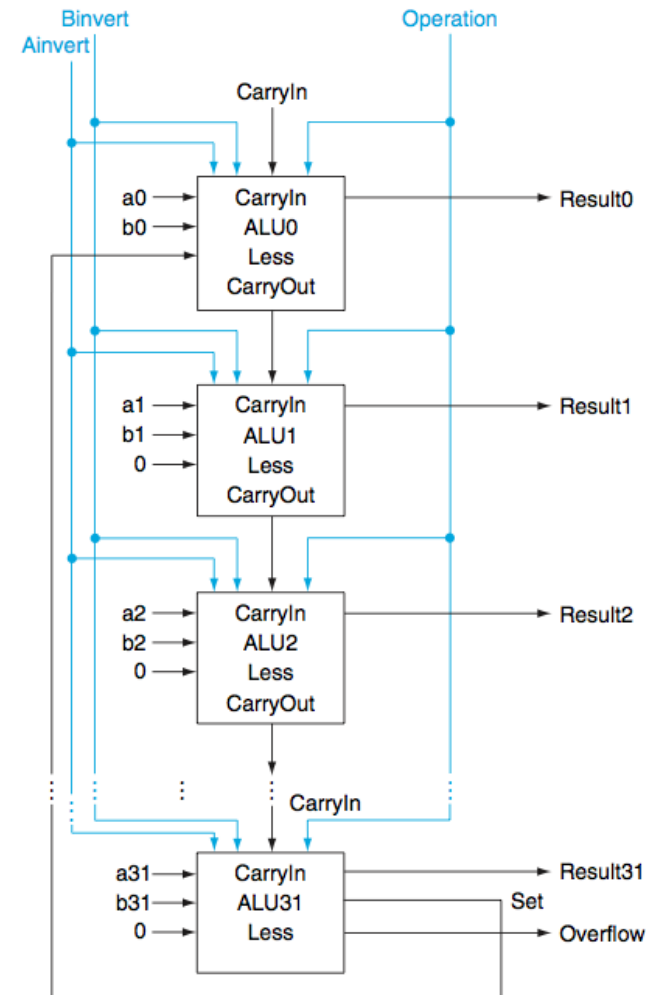 Binvert
Operation
Ainvert
CarryIn
a0
CarryIn
Result0
b0
ALU0
Less
CarryOut
a1
CarryIn
Result1
b1
ALU1
0
Less
CarryOut
a2
CarryIn
Result2
b2
ALU2
0
Less
CarryOut
CarryIn
a31
CarryIn
Result31
b31
ALU31
Set
0
Less
Overflow